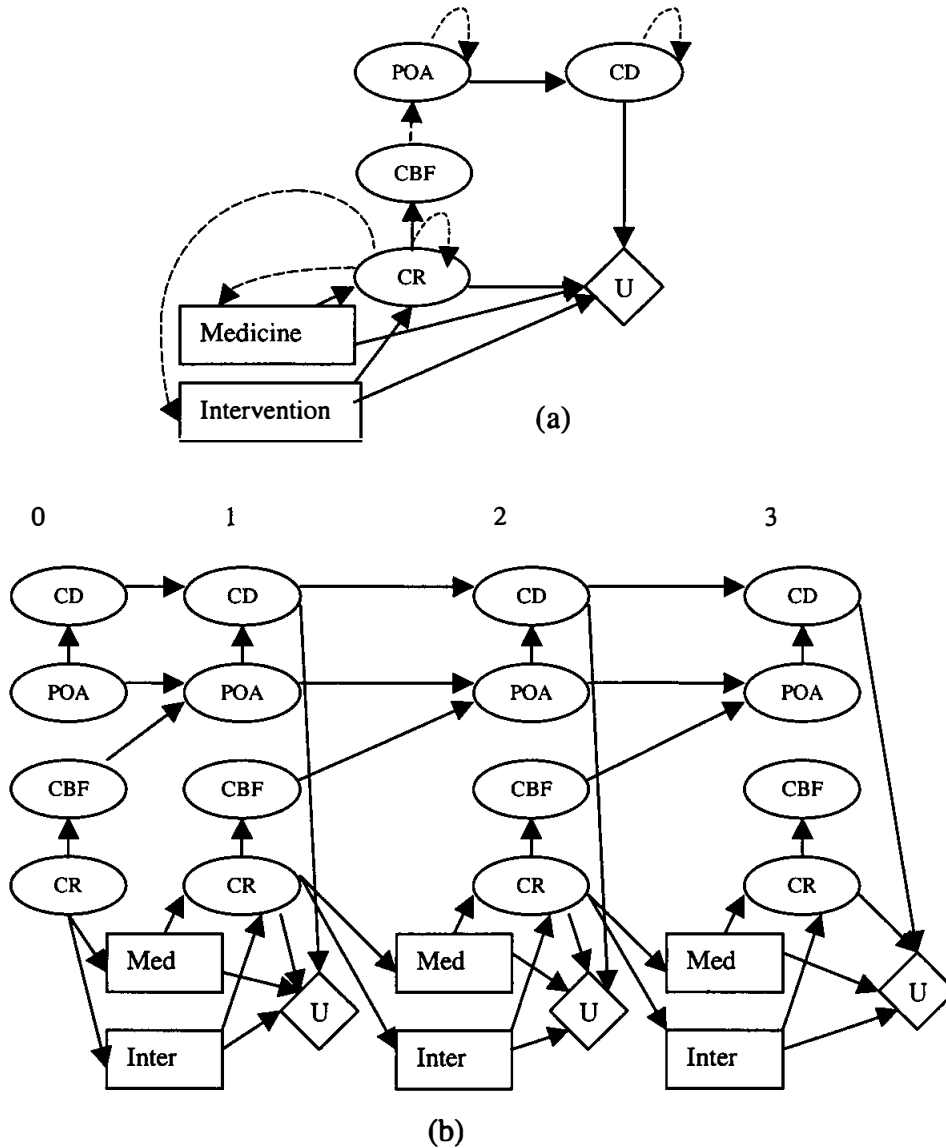 POA CD
CBF
CR
U
Medicine
Intervention
(a)
0 1 2 3
CD CD CD CD
POA POA POA POA
CBF CBF CBF CBF
CR CR CR CR
Med Med Med
U U U
Inter Inter Inter
(b)